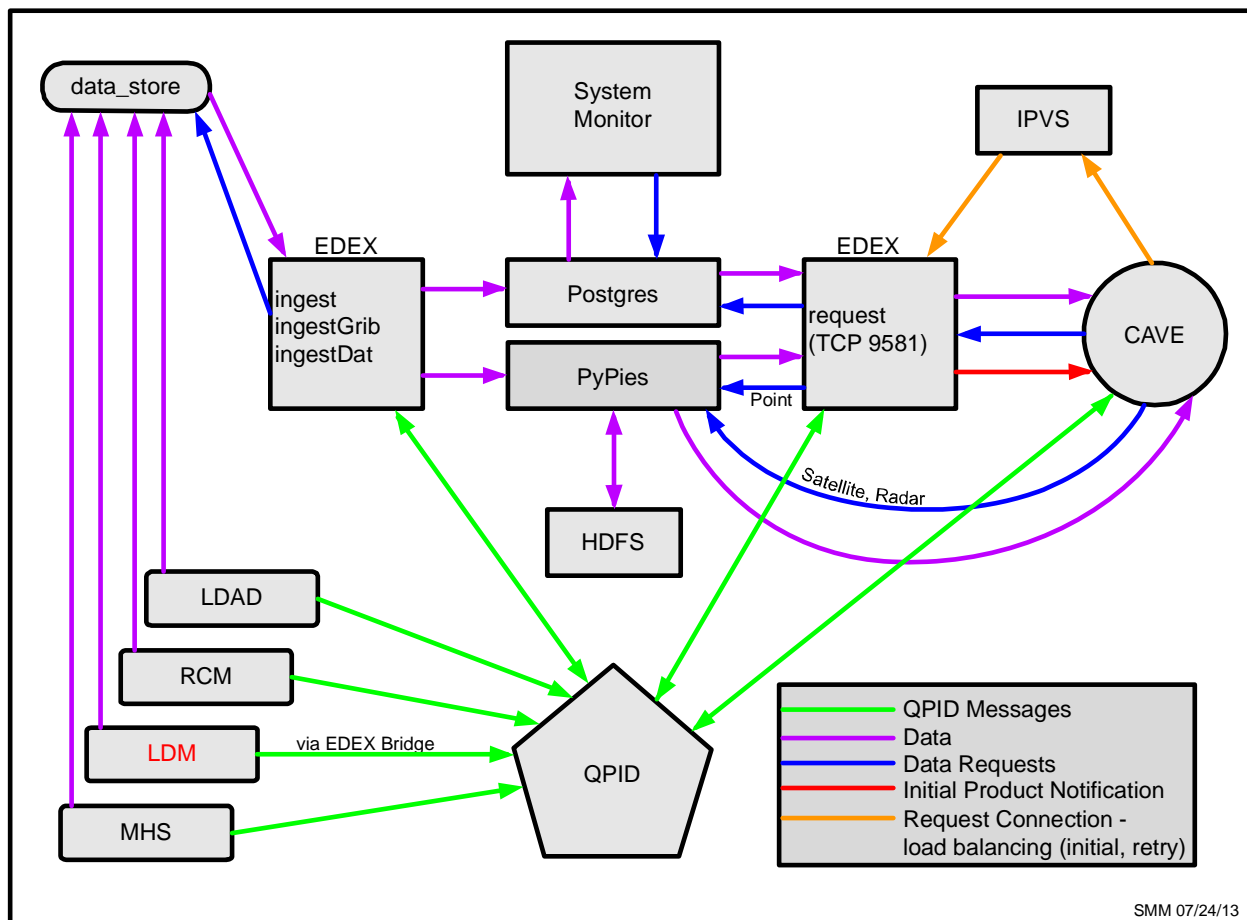 data_store
System
Monitor
IPVS
EDEX
EDEX
ingest
ingestGrib
ingestDat
Postgres
request
(TCP 9581)
CAVE
PyPies
Point
Satellite, Radar
HDFS
LDAD
RCM
LDM
via EDEX Bridge
MHS
QPID
QPID Messages
Data
Data Requests
Initial Product Notification
Request Connection -
load balancing (initial, retry)
SMM 07/24/13